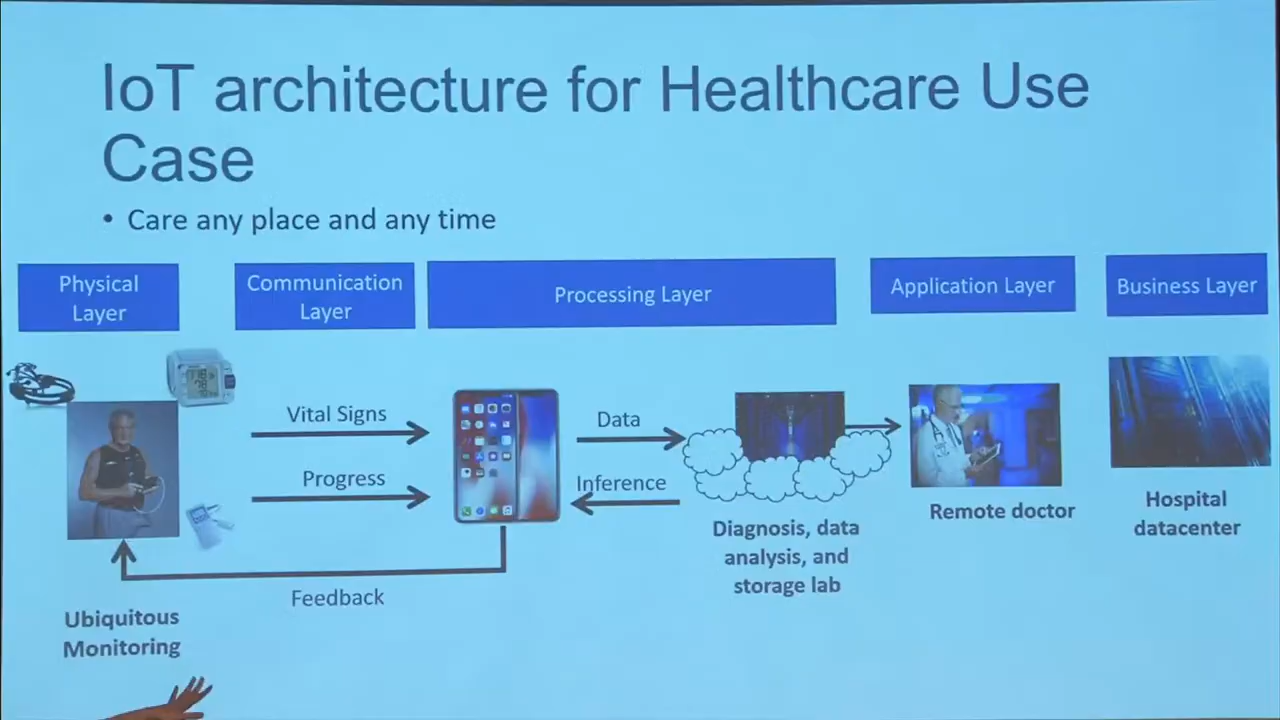 IoT architecture for Healthcare Use
Case
• Care any place and any time
Physical
Layer
Communication
Layer
Processing Layer
Application Layer
Business Layer
Vital Signs
Progress
Data
Inference
Feedback
Ubiquitous
Monitoring
Diagnosis, data
analysis, and
storage lab
Remote doctor
Hospital
datacenter